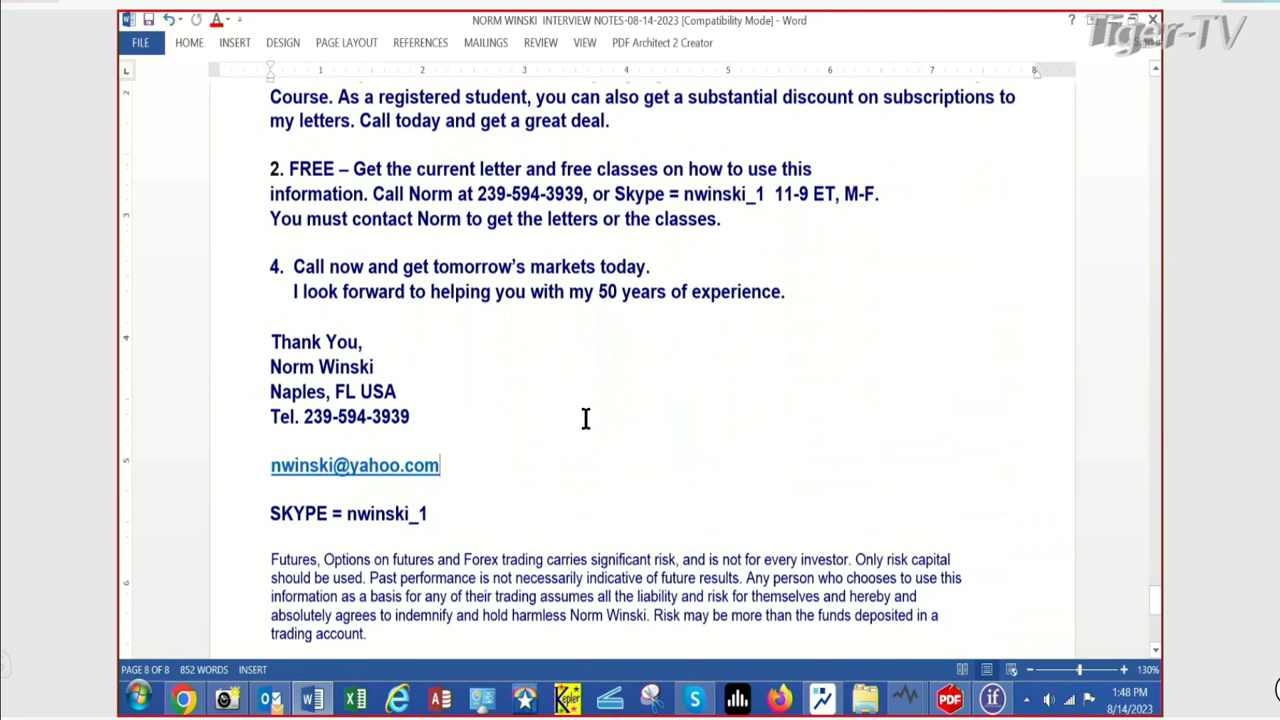 NORM WINSKI INTERVIEW NOTES-08-14-2023 [Compatibility Mode] - Word
Tiger-TV
FILE HOME INSERT DESIGN PAGE LAYOUT REFERENCES MAILINGS REVIEW VIEW PDF Architect 2 Creator
1 2 3 4 5 6 7 8
Course. As a registered student, you can also get a substantial discount on subscriptions to
my letters. Call today and get a great deal.
2. FREE – Get the current letter and free classes on how to use this
information. Call Norm at 239-594-3939, or Skype = nwinski_1 11-9 ET, M-F.
You must contact Norm to get the letters or the classes.
4. Call now and get tomorrow’s markets today.
I look forward to helping you with my 50 years of experience.
Thank You,
Norm Winski
Naples, FL USA
Tel. 239-594-3939
nwinski@yahoo.com
SKYPE = nwinski_1
Futures, Options on futures and Forex trading carries significant risk, and is not for every investor. Only risk capital
should be used. Past performance is not necessarily indicative of future results. Any person who chooses to use this
information as a basis for any of their trading assumes all the liability and risk for themselves and hereby and
absolutely agrees to indemnify and hold harmless Norm Winski. Risk may be more than the funds deposited in a
trading account.
PAGE 8 OF 8 852 WORDS INSERT 130%
Kepler PDF if 1:48 PM
8/14/2023